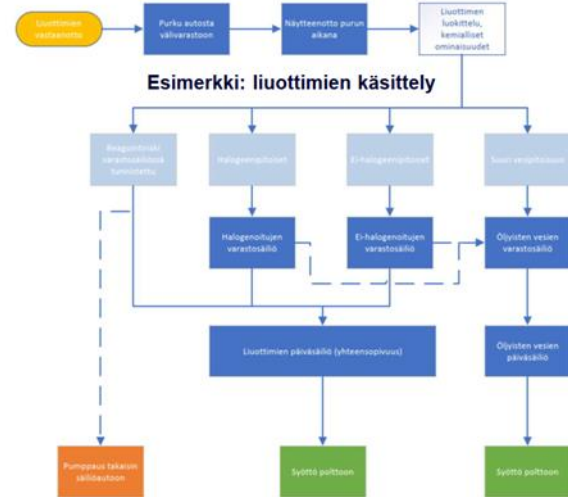 Liuottimien
vastaanotto
Purku autosta
välivarastoon
Näytteenotto purun
aikana
Liuottimen
luokittelu,
kemialliset
ominaisuudet
Esimerkki: liuottimien käsittely
Reagointiriski
varastosäiliössä
tunnistettu
Halogeenipitoiset
Ei-halogeenipitoiset
Suuri vesipitoisuus
Halogenoitujen
varastosäiliö
Ei-halogenoitujen
varastosäiliö
Öljyisten vesien
varastosäiliö
Liuottimien päiväsäiliö (yhteensopivuus)
Öljyisten vesien
päiväsäiliö
Pumppaus takaisin
säiliöautoon
Syöttö polttoon
Syöttö polttoon